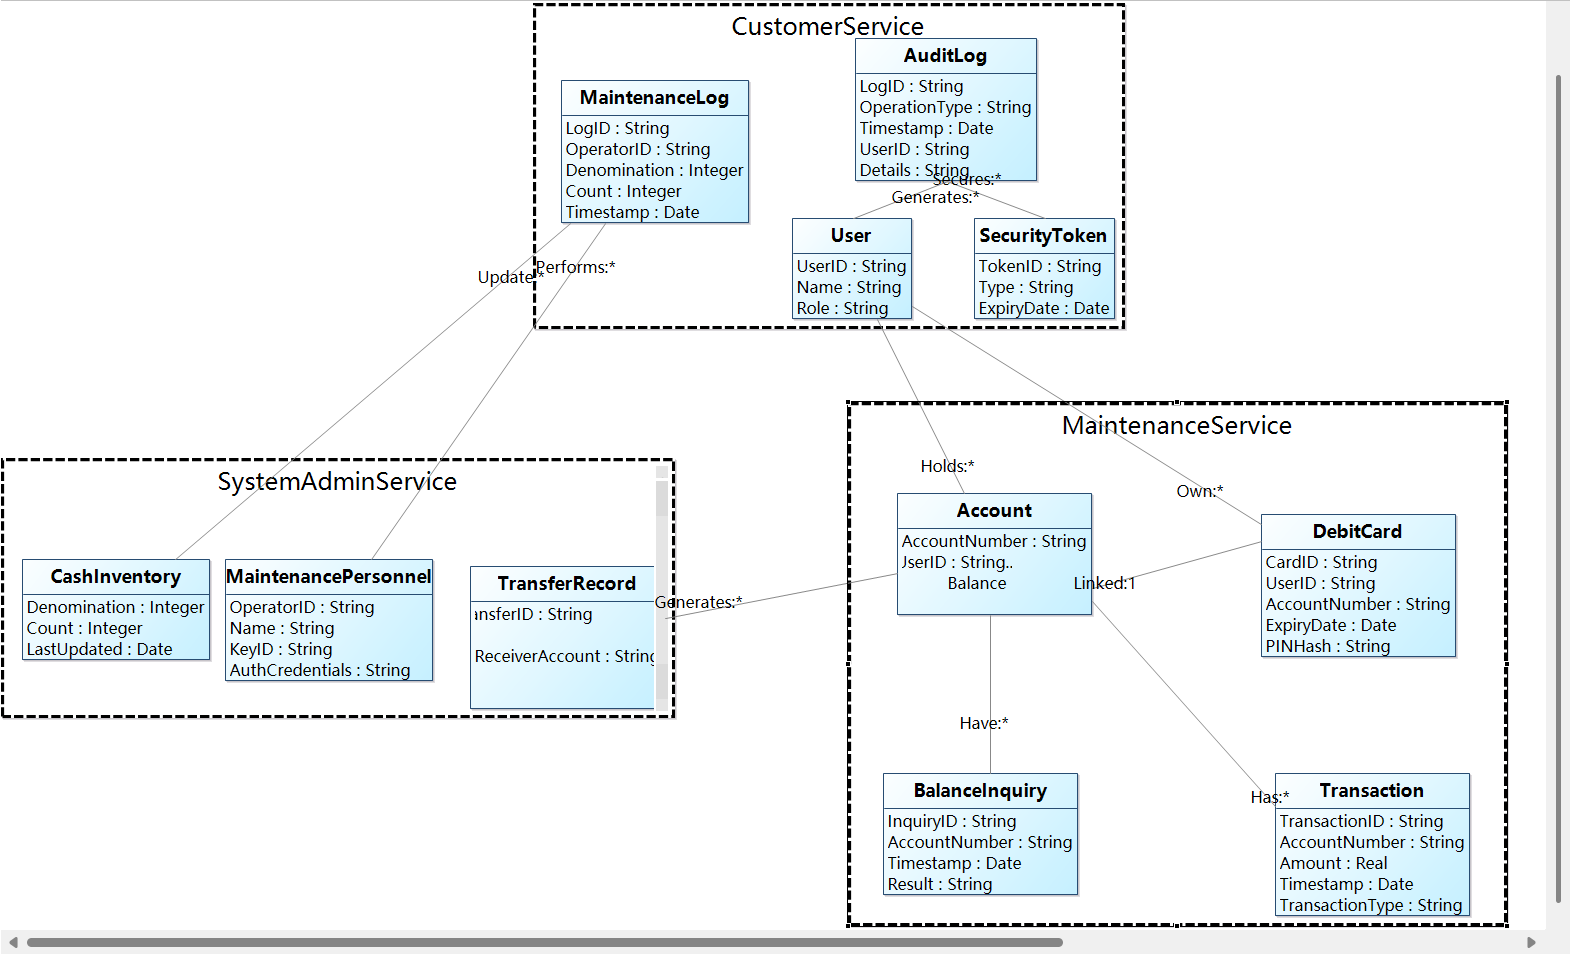 CustomerService
AuditLog
LogID : String
OperationType : String
Timestamp : Date
UserID : String
Details : String
MaintenanceLog
LogID : String
OperatorID : String
Denomination : Integer
Count : Integer
Timestamp : Date
Secures:*
Generates:*
User
UserID : String
Name : String
Role : String
SecurityToken
TokenID : String
Type : String
ExpiryDate : Date
Update:*
Performs:*
MaintenanceService
Holds:*
Own:*
SystemAdminService
CashInventory
Denomination : Integer
Count : Integer
LastUpdated : Date
MaintenancePersonnel
OperatorID : String
Name : String
KeyID : String
AuthCredentials : String
TransferRecord
ansferID : String
ReceiverAccount : String
Generates:*
Account
AccountNumber : String
UserID : String..
Balance
Linked:1
DebitCard
CardID : String
UserID : String
AccountNumber : String
ExpiryDate : Date
PINHash : String
Have:*
Has:*
BalanceInquiry
InquiryID : String
AccountNumber : String
Timestamp : Date
Result : String
Transaction
TransactionID : String
AccountNumber : String
Amount : Real
Timestamp : Date
TransactionType : String